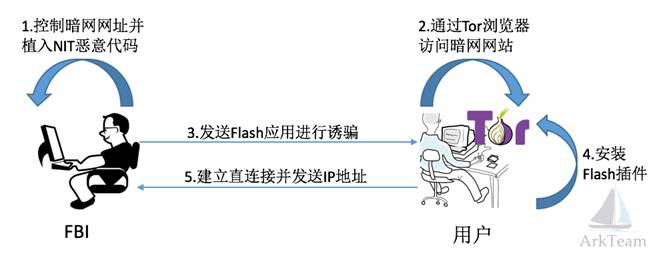 1.控制暗网网址并
植入NIT恶意代码
2.通过Tor浏览器
访问暗网网站
3.发送Flash应用进行诱骗
Tor
4.安装
Flash插件
5.建立直连接并发送IP地址
FBI
用户
ArkTeam